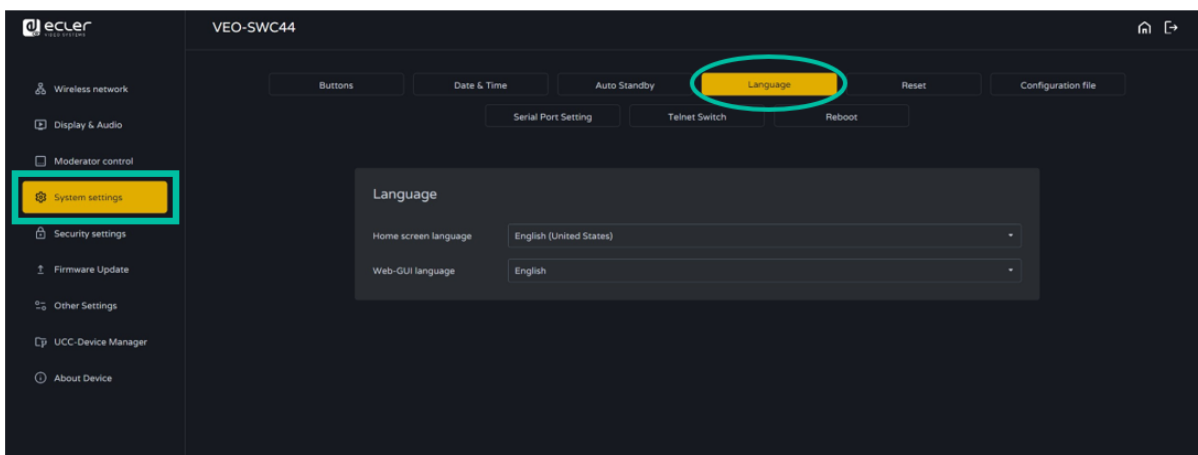 ecler
VIDEO SYSTEMS
VEO-SWC44
Wireless network
Display & Audio
Moderator control
System settings
Security settings
Firmware Update
Other Settings
UCC-Device Manager
About Device
Buttons
Date & Time
Auto Standby
Language
Reset
Configuration file
Serial Port Setting
Telnet Switch
Reboot
Language
Home screen language
English (United States)
Web-GUI language
English